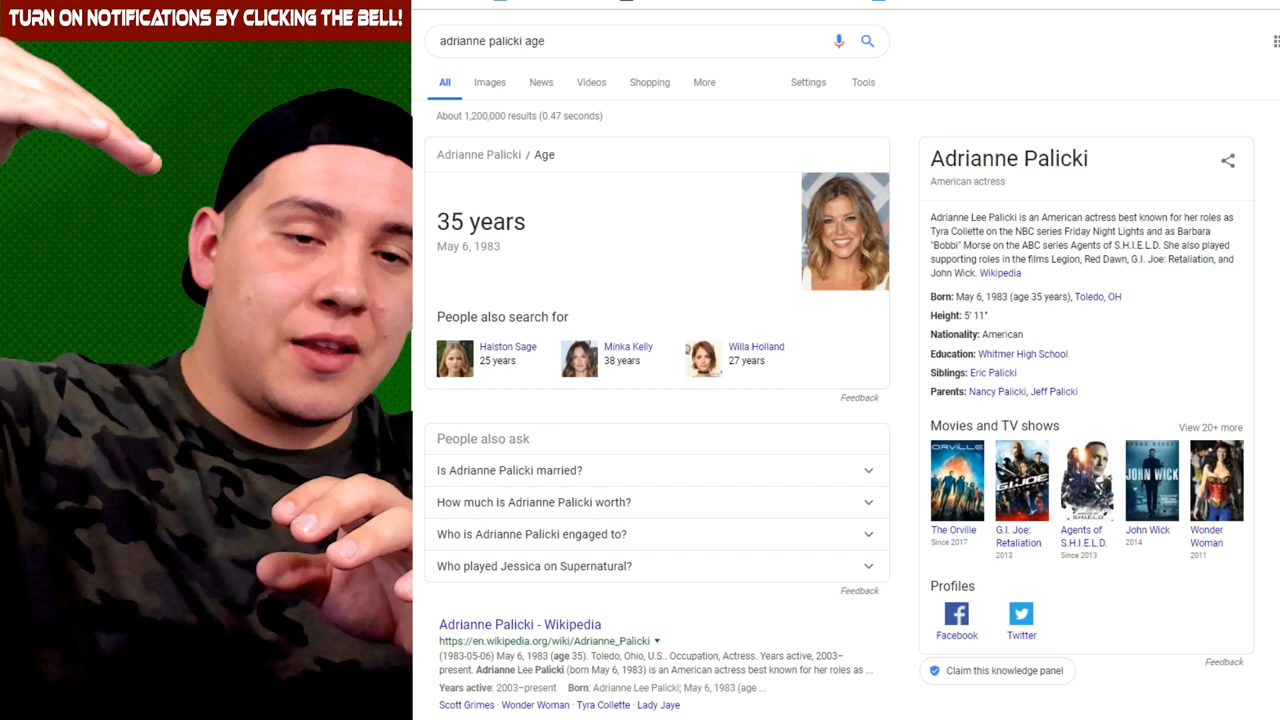 TURN ON NOTIFICATIONS BY CLICKING THE BELL!
adrianne palicki age
All
Images
News
Videos
Shopping
More
Settings
Tools
About 1,200,000 results (0.47 seconds)
Adrianne Palicki / Age
35 years
May 6, 1983
People also search for
Halston Sage
25 years
Minka Kelly
38 years
Willa Holland
27 years
Feedback
People also ask
Is Adrianne Palicki married?
How much is Adrianne Palicki worth?
Who is Adrianne Palicki engaged to?
Who played Jessica on Supernatural?
Feedback
Adrianne Palicki - Wikipedia
https://en.wikipedia.org/wiki/Adrianne_Palicki
(1983-05-06) May 6, 1983 (age 35). Toledo, Ohio, U.S.. Occupation, Actress. Years active, 2003–
present. Adrianne Lee Palicki (born May 6, 1983) is an American actress best known for her roles as ...
Years active: 2003–present Born: Adrianne Lee Palicki; May 6, 1983 (age ...
Scott Grimes · Wonder Woman · Tyra Collette · Lady Jaye
Adrianne Palicki
American actress
Adrianne Lee Palicki is an American actress best known for her roles as
Tyra Collette on the NBC series Friday Night Lights and as Barbara
"Bobbi" Morse on the ABC series Agents of S.H.I.E.L.D. She also played
supporting roles in the films Legion, Red Dawn, G.I. Joe: Retaliation, and
John Wick. Wikipedia
Born: May 6, 1983 (age 35 years), Toledo, OH
Height: 5′ 11″
Nationality: American
Education: Whitmer High School
Siblings: Eric Palicki
Parents: Nancy Palicki, Jeff Palicki
Movies and TV shows
View 20+ more
ORVILLE
G.I. JOE
JOHN WICK
The Orville
Since 2017
G.I. Joe:
Retaliation
2013
Agents of
S.H.I.E.L.D.
Since 2013
John Wick
2014
Wonder
Woman
2011
Profiles
Facebook
Twitter
Feedback
Claim this knowledge panel